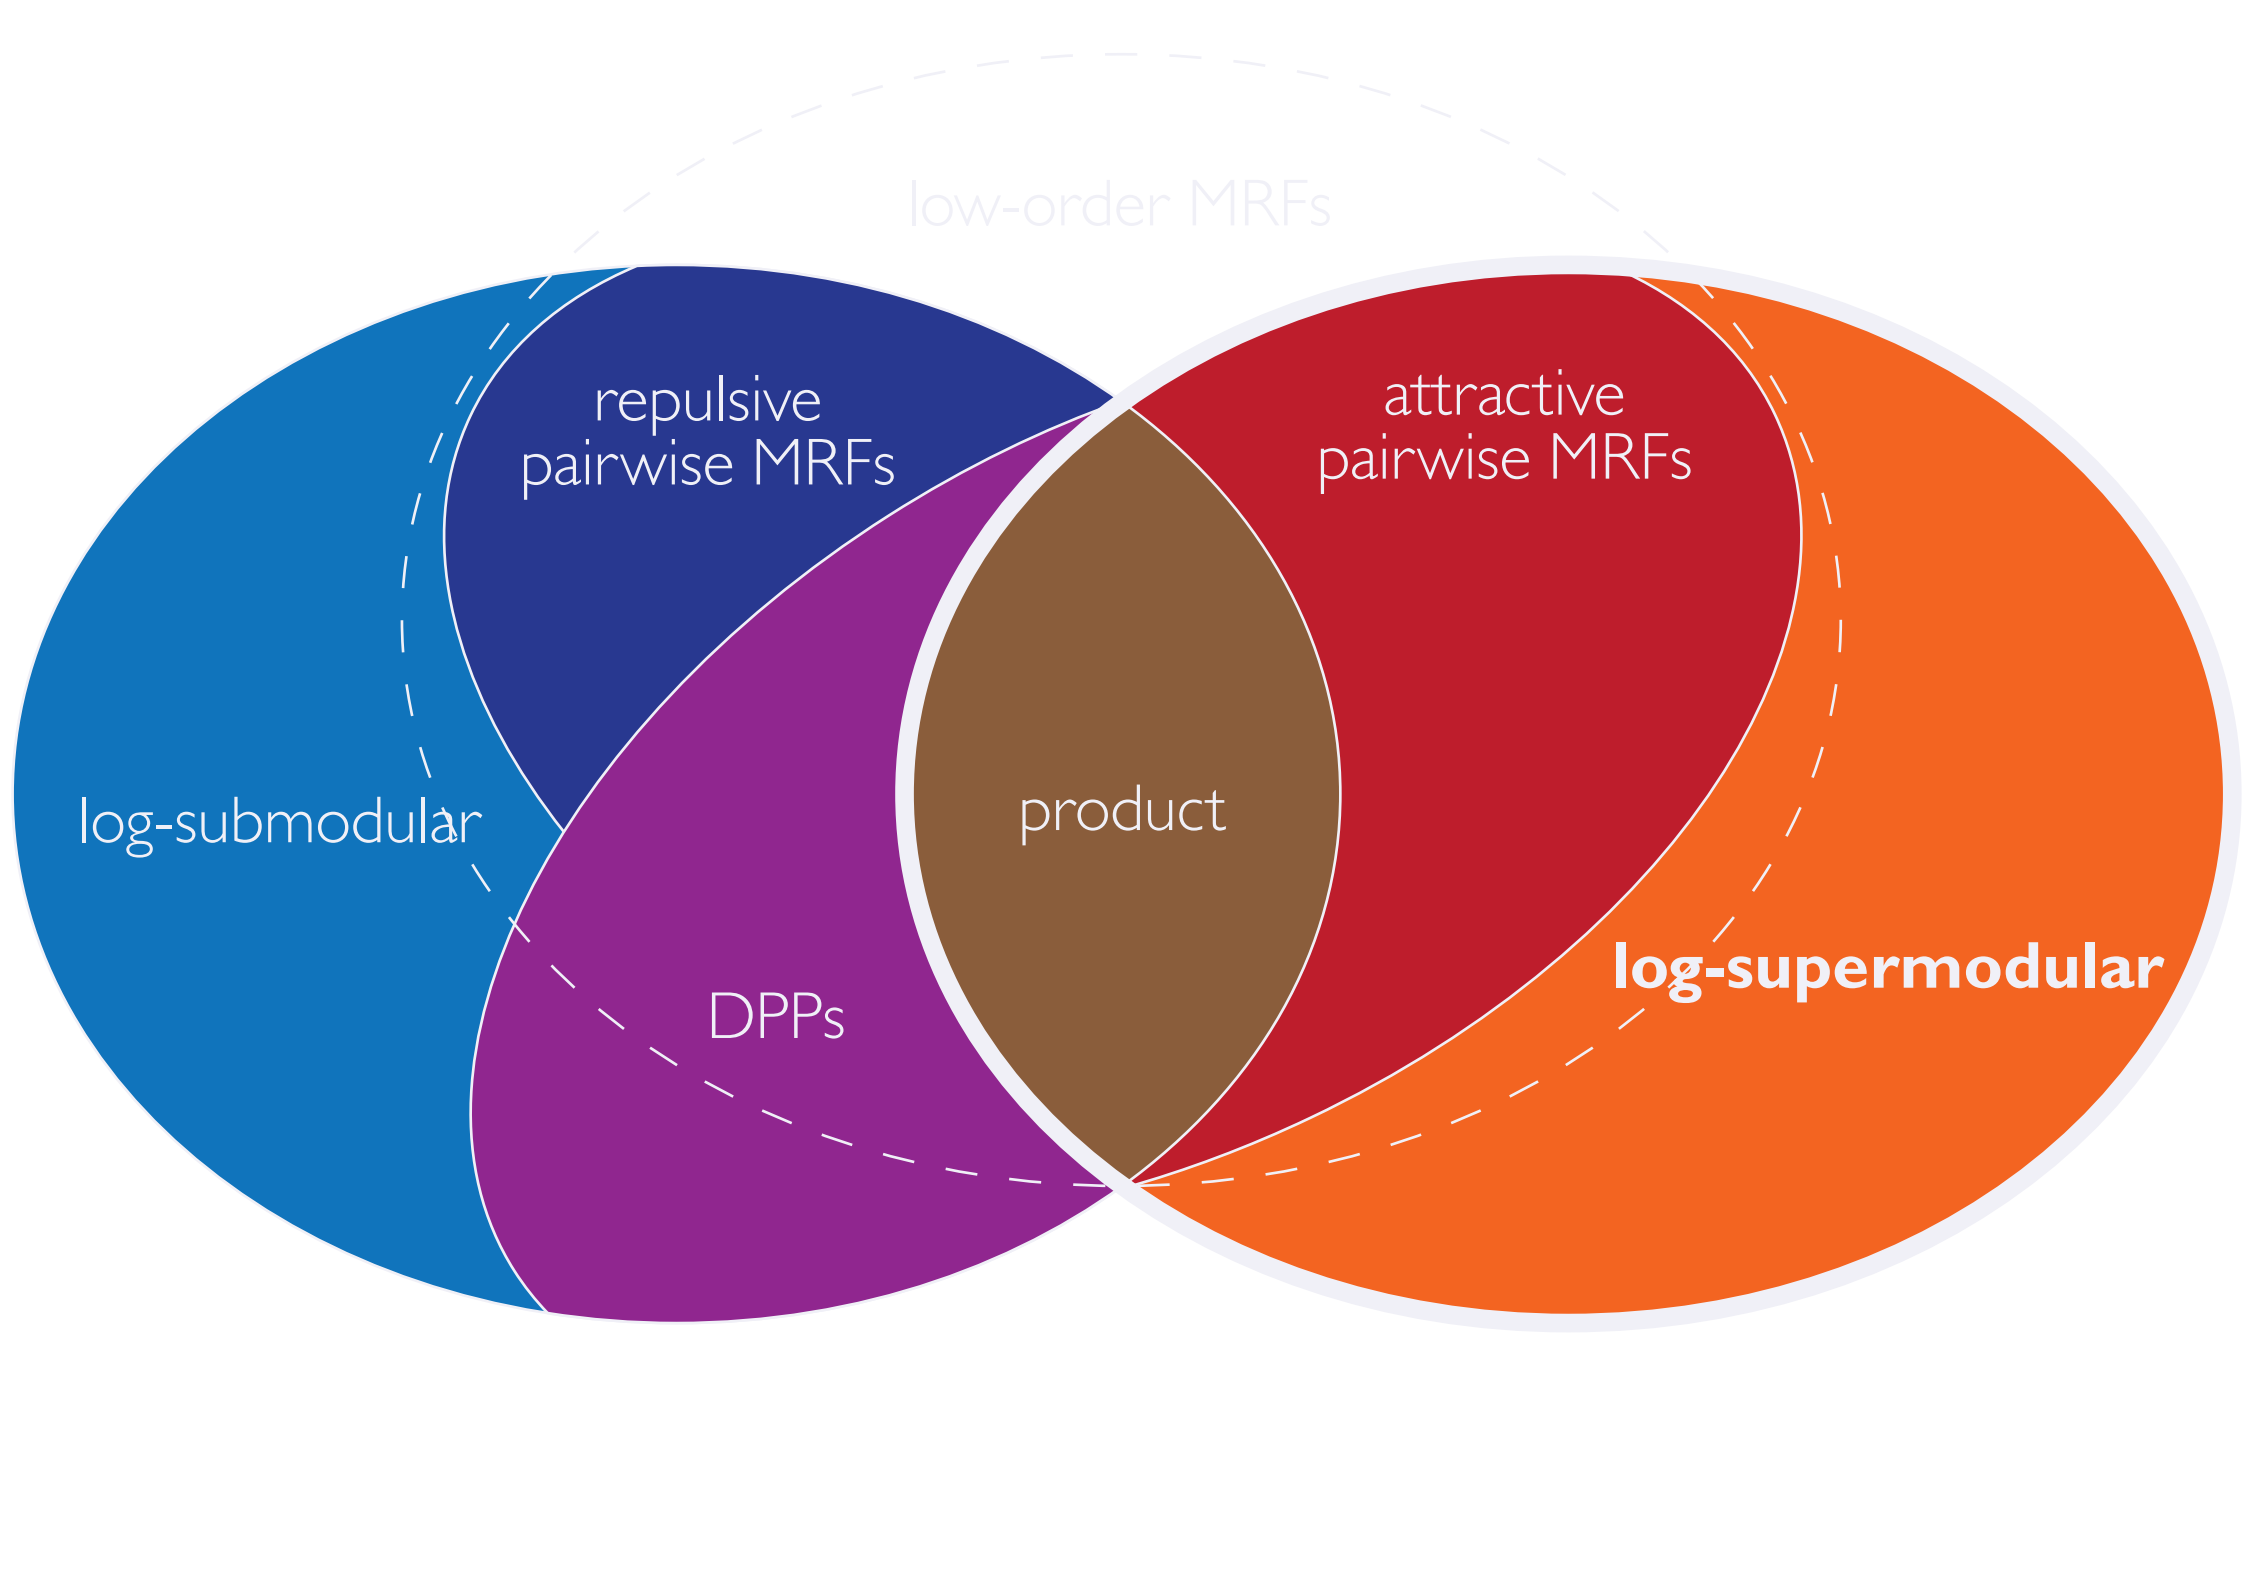 low-order MRFs
repulsive
pairwise MRFs
attractive
pairwise MRFs
log-submodular
product
log-supermodular
DPPs